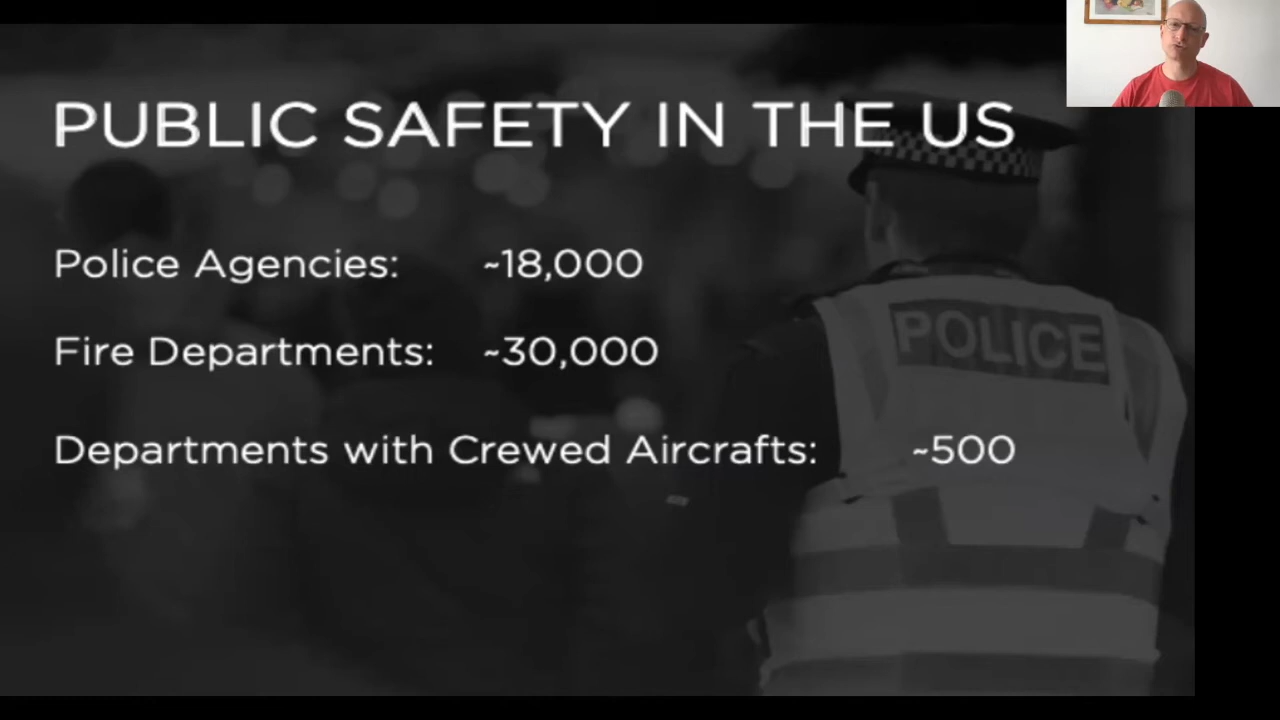 PUBLIC SAFETY IN THE US
Police Agencies: ~18,000
Fire Departments: ~30,000
Departments with Crewed Aircrafts: ~500
POLICE